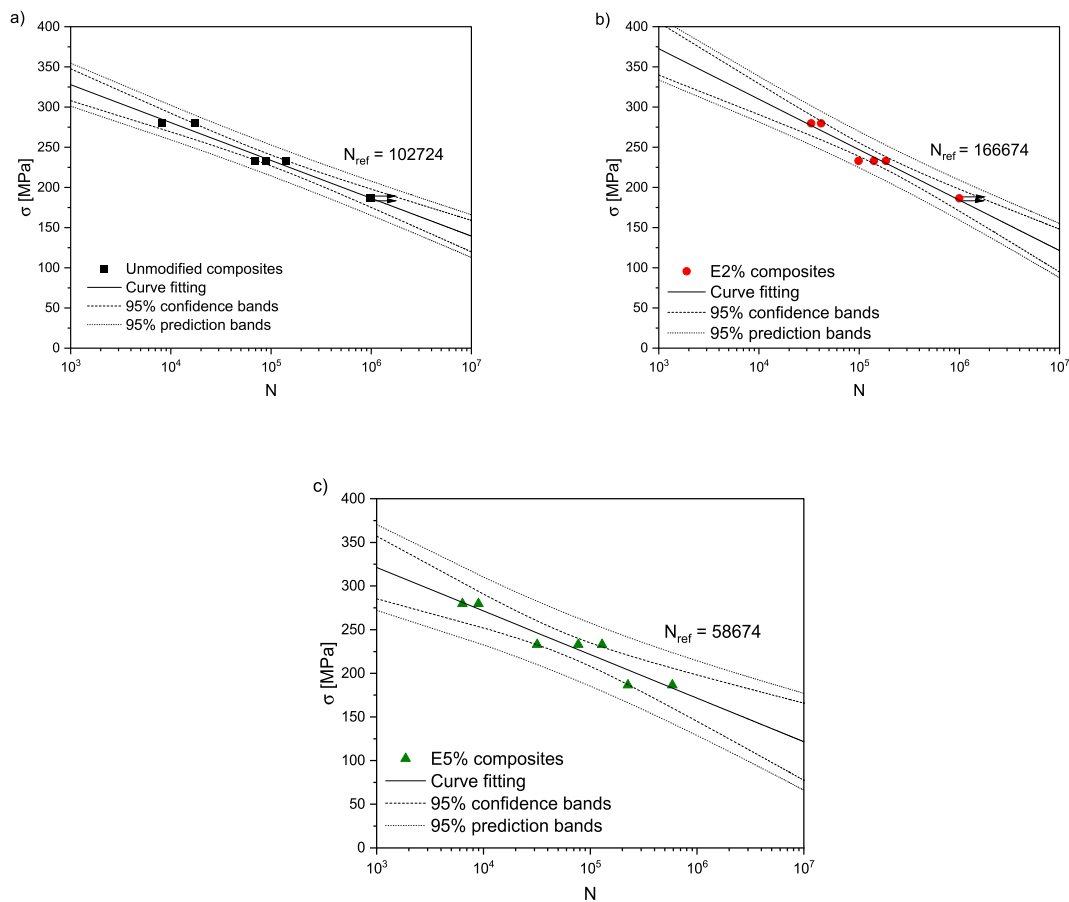 a)
400
350
300
250
200
150
100
50
0
σ [MPa]
N_ref = 102724
Unmodified composites
Curve fitting
95% confidence bands
95% prediction bands
10^3 10^4 10^5 10^6 10^7
N
b)
400
350
300
250
200
150
100
50
0
σ [MPa]
N_ref = 166674
E2% composites
Curve fitting
95% confidence bands
95% prediction bands
10^3 10^4 10^5 10^6 10^7
N
c)
400
350
300
250
200
150
100
50
0
σ [MPa]
N_ref = 58674
E5% composites
Curve fitting
95% confidence bands
95% prediction bands
10^3 10^4 10^5 10^6 10^7
N